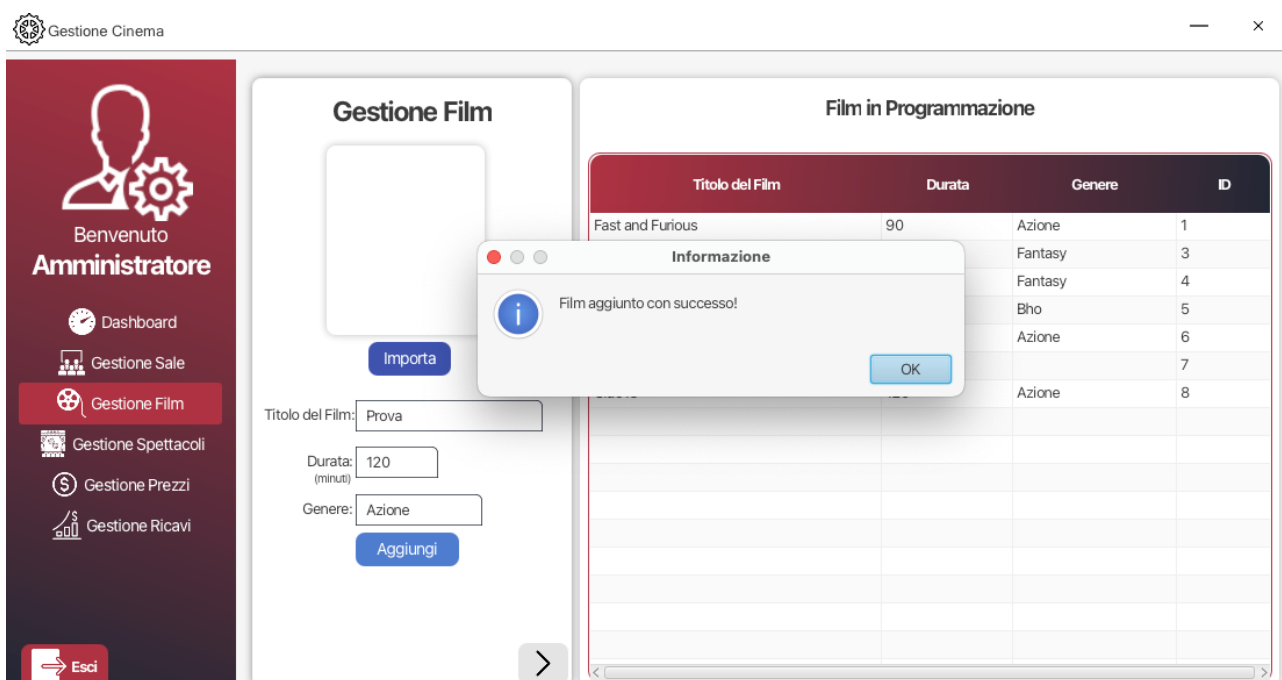 Gestione Cinema
Benvenuto
Amministratore
Dashboard
Gestione Sale
Gestione Film
Gestione Spettacoli
Gestione Prezzi
Gestione Ricavi
Esci
Gestione Film
Importa
Titolo del Film: Prova
Durata: 120
(minuti)
Genere: Azione
Aggiungi
Film in Programmazione
Titolo del Film Durata Genere ID
Fast and Furious 90 Azione 1
Fantasy 3
Fantasy 4
Bho 5
Azione 6
7
Azione 8
Informazione
Film aggiunto con successo!
OK